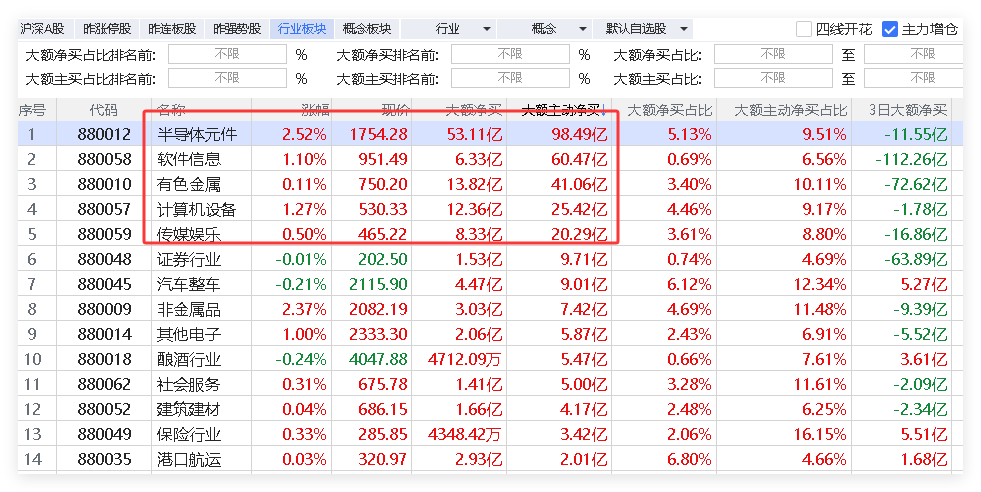 沪深A股 昨涨停股 昨连板股 昨强势股 行业板块 概念板块 行业 概念 默认自选股 四线开花 主力增仓
大额净买占比排名前: 不限 % 大额净买排名前: 不限 % 大额净买占比: 不限 至 不限
大额主买占比排名前: 不限 % 大额主买排名前: 不限 % 大额主买占比: 不限 至 不限
序号 代码 名称 涨幅 现价 大额净买 大额主动净买↓ 大额净买占比 大额主动净买占比 3日大额净买
1 880012 半导体元件 2.52% 1754.28 53.11亿 98.49亿 5.13% 9.51% -11.55亿
2 880058 软件信息 1.10% 951.49 6.33亿 60.47亿 0.69% 6.56% -112.26亿
3 880010 有色金属 0.11% 750.20 13.82亿 41.06亿 3.40% 10.11% -72.62亿
4 880057 计算机设备 1.27% 530.33 12.36亿 25.42亿 4.46% 9.17% -1.78亿
5 880059 传媒娱乐 0.50% 465.22 8.33亿 20.29亿 3.61% 8.80% -16.86亿
6 880048 证券行业 -0.01% 202.50 1.53亿 9.71亿 0.74% 4.69% -63.89亿
7 880045 汽车整车 -0.21% 2115.90 4.47亿 9.01亿 6.12% 12.34% 5.27亿
8 880009 非金属品 2.37% 2082.19 3.03亿 7.42亿 4.69% 11.48% -9.39亿
9 880014 其他电子 1.00% 2333.30 2.06亿 5.87亿 2.43% 6.91% -5.52亿
10 880018 酿酒行业 -0.24% 4047.88 4712.09万 5.47亿 0.66% 7.61% 3.61亿
11 880062 社会服务 0.31% 675.78 1.41亿 5.00亿 3.28% 11.61% -2.09亿
12 880052 建筑建材 0.04% 686.15 1.66亿 4.17亿 2.48% 6.25% -2.34亿
13 880049 保险行业 0.33% 285.85 4348.42万 3.42亿 2.06% 16.15% 5.51亿
14 880035 港口航运 0.03% 320.97 2.93亿 2.01亿 6.80% 4.66% 1.68亿